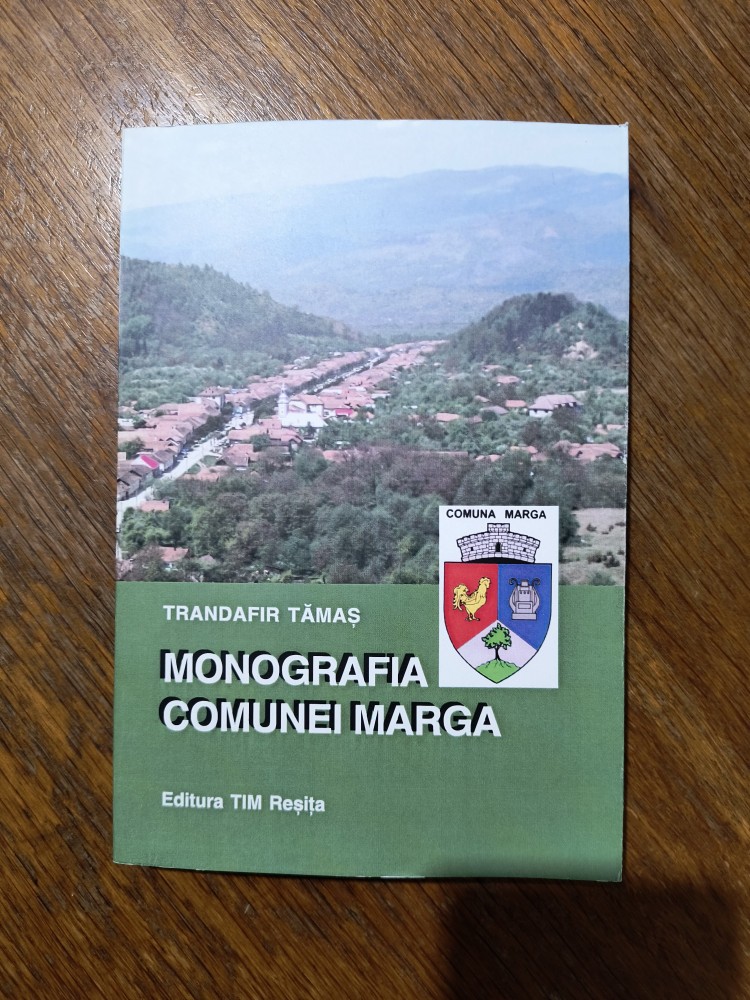 COMUNA MARGA
TRANDAFIR TĂMAȘ
MONOGRAFIA
COMUNEI MARGA
Editura TIM Reșița